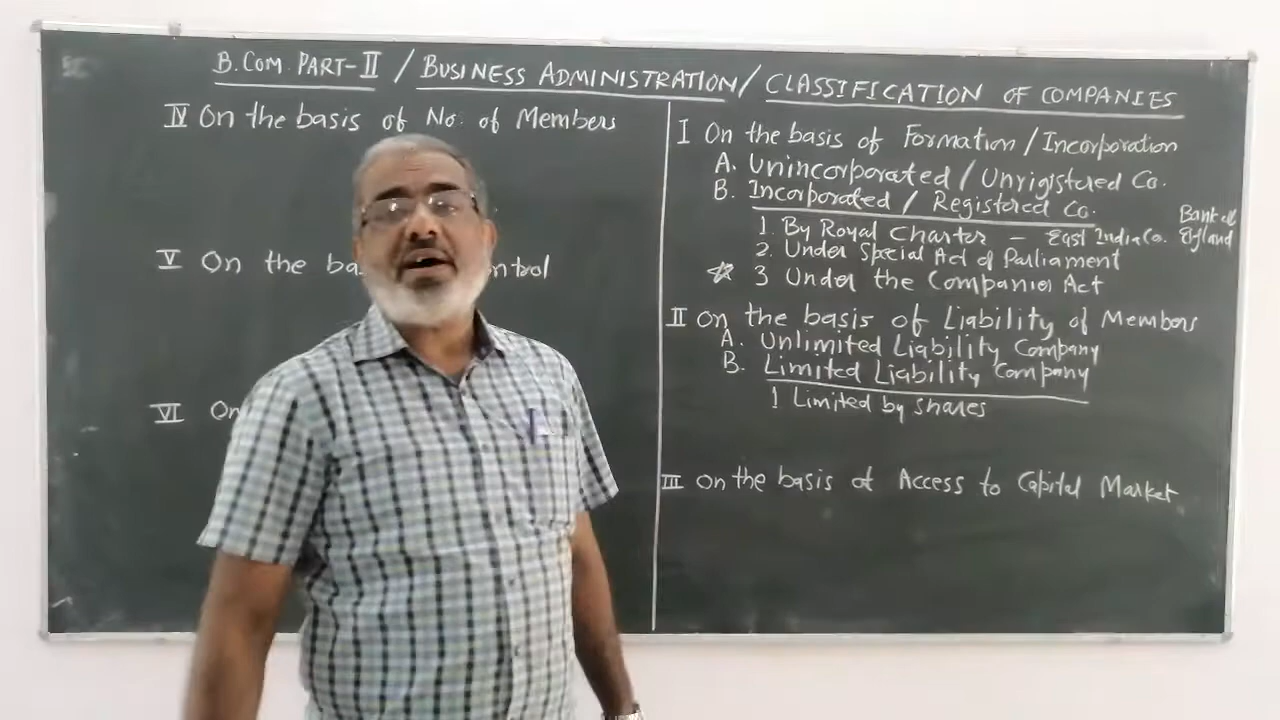 B.COM. PART-II / BUSINESS ADMINISTRATION / CLASSIFICATION OF COMPANIES
IV On the basis of No. of Members
V On the ba ntrol
VI On
I On the basis of Formation / Incorporation
A. Unincorporated / Unrigistered Co.
B. Incorporated / Registered Co.
1. By Royal Charter – East India Co. Bank of England
2. Under Special Act of Parliament
3 Under the Companies Act
II On the basis of Liability of Members
A. Unlimited Liability Company
B. Limited Liability Company
1 Limited by shares
III On the basis of Access to Capital Market